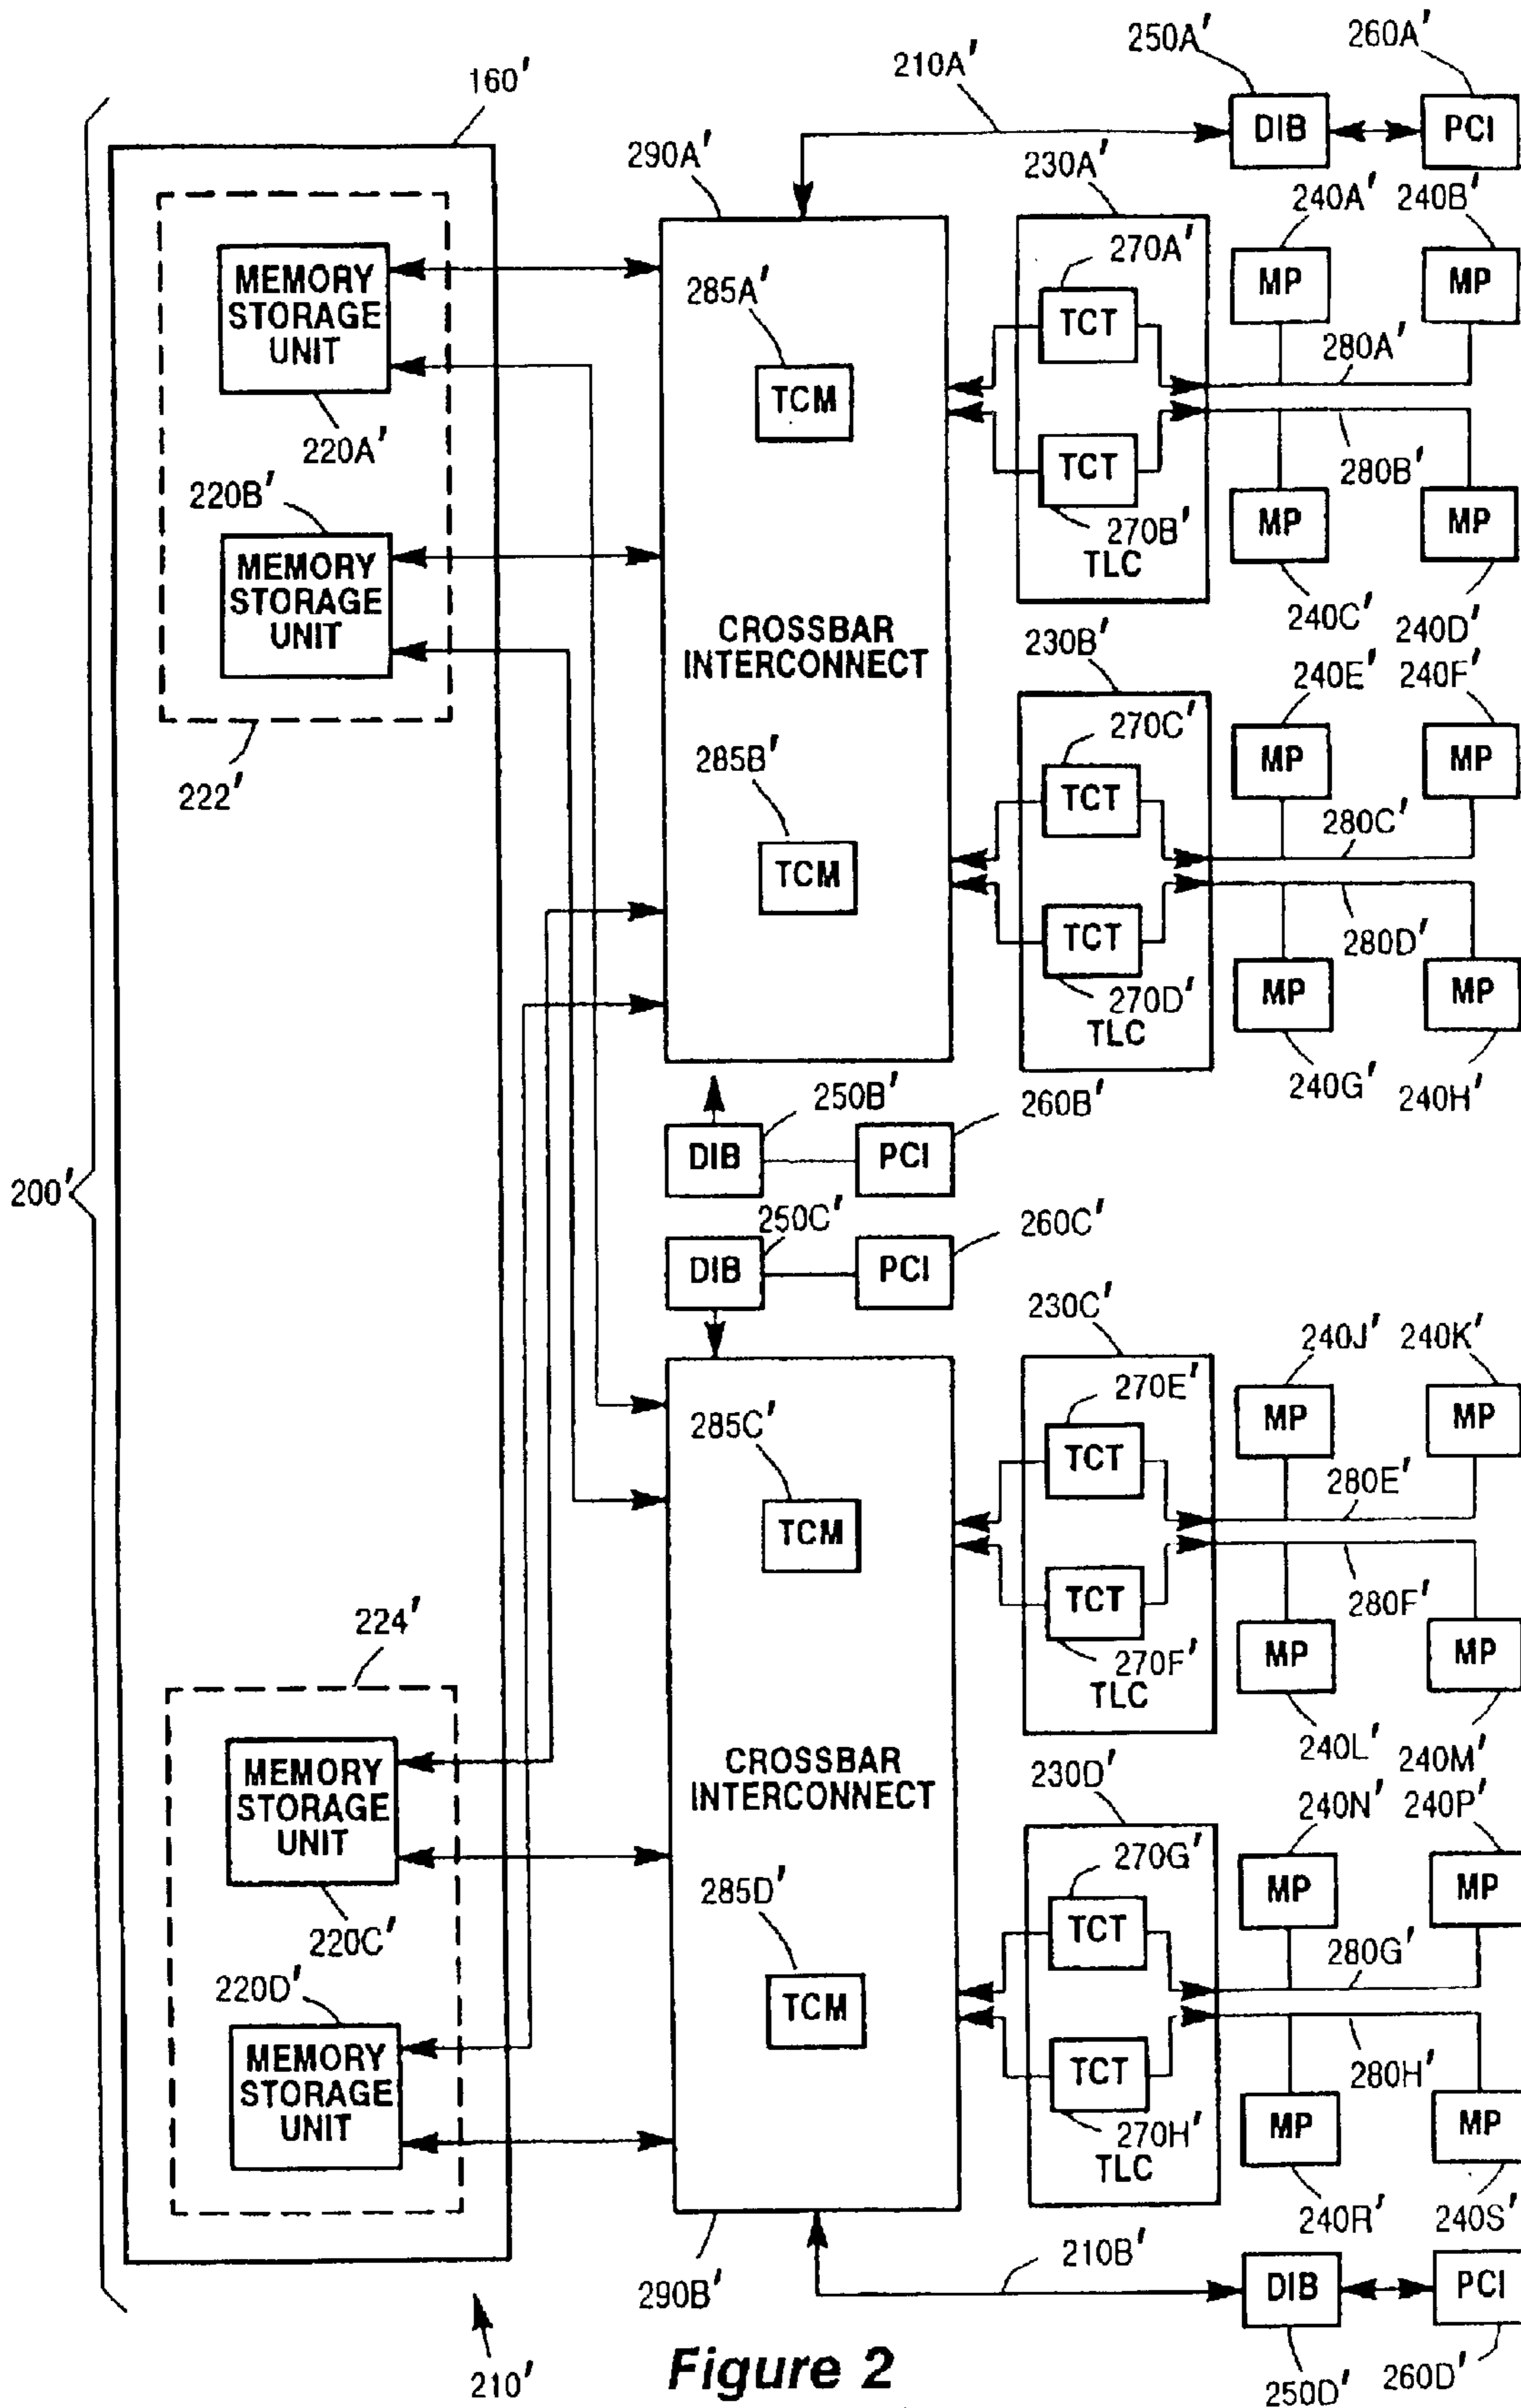 250A'
260A'
210A'
160'
DIB
PCI
290A'
230A'
240A'
240B'
270A'
MEMORY
STORAGE
UNIT
285A'
TCT
MP
MP
280A'
TCM
220A'
TCT
280B'
220B'
270B'
TLC
MP
MP
MEMORY
STORAGE
UNIT
CROSSBAR
INTERCONNECT
240C'
240D'
230B'
240E'
240F'
222'
285B'
270C'
TCT
MP
MP
280C'
TCM
TCT
280D'
270D'
TLC
MP
MP
240G'
240H'
250B'
260B'
DIB
PCI
200'
250C'
260C'
DIB
PCI
230C'
240J'
240K'
285C'
270E'
TCT
MP
MP
280E'
TCM
TCT
280F'
224'
270F'
TLC
MP
MP
MEMORY
STORAGE
UNIT
CROSSBAR
INTERCONNECT
240L'
240M'
230D'
240N'
240P'
220C'
285D'
270G'
TCT
MP
MP
280G'
220D'
TCM
MEMORY
STORAGE
UNIT
TCT
280H'
270H'
TLC
MP
MP
240R'
240S'
290B'
210B'
DIB
PCI
210'
250D'
260D'
Figure 2